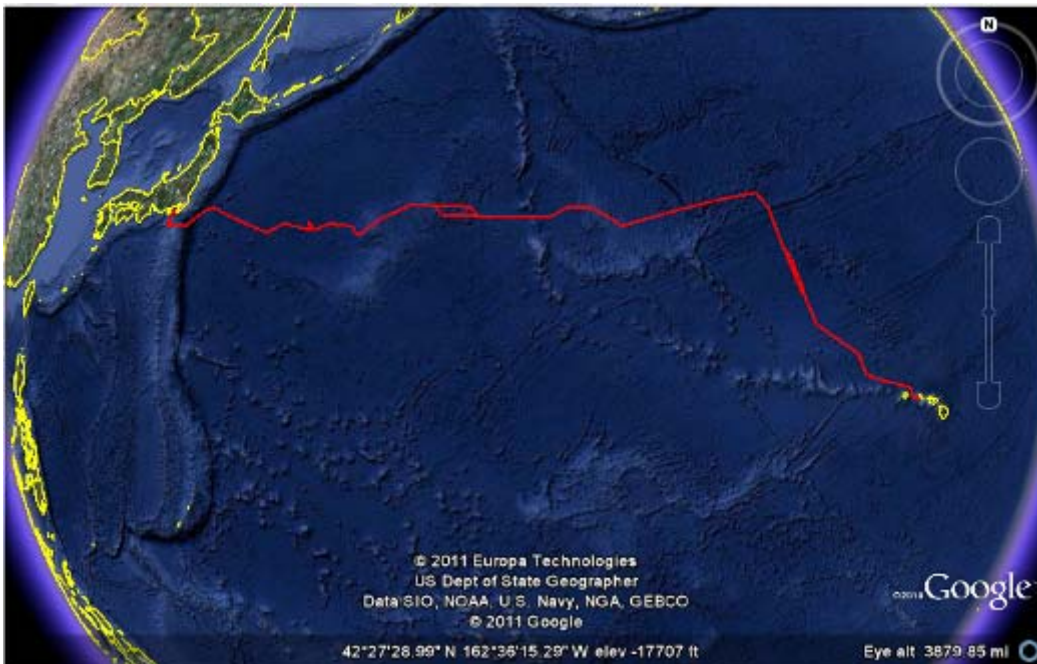 N
© 2011 Europa Technologies
US Dept of State Geographer
Data SIO, NOAA, U.S. Navy, NGA, GEBCO
© 2011 Google
Google
42°27'28.99" N 162°36'15.29" W elev -17707 ft
Eye alt 3879.85 mi